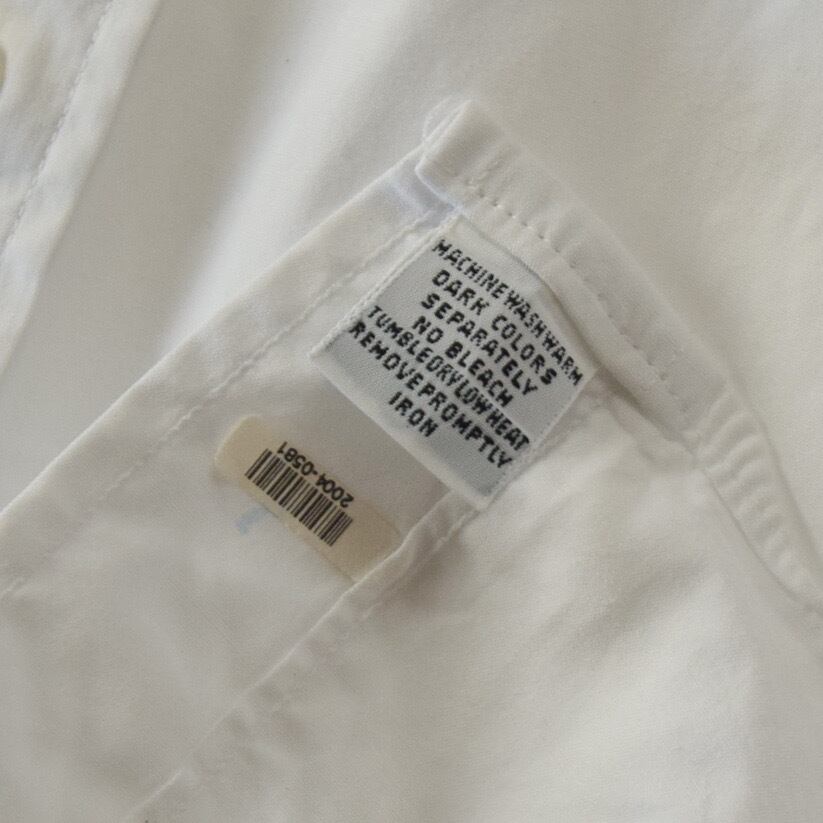 MACHINE WASH WARM
DARK COLORS
SEPARATELY
NO BLEACH
TUMBLE DRY LOW HEAT
REMOVE PROMPTLY
IRON
2004-0581